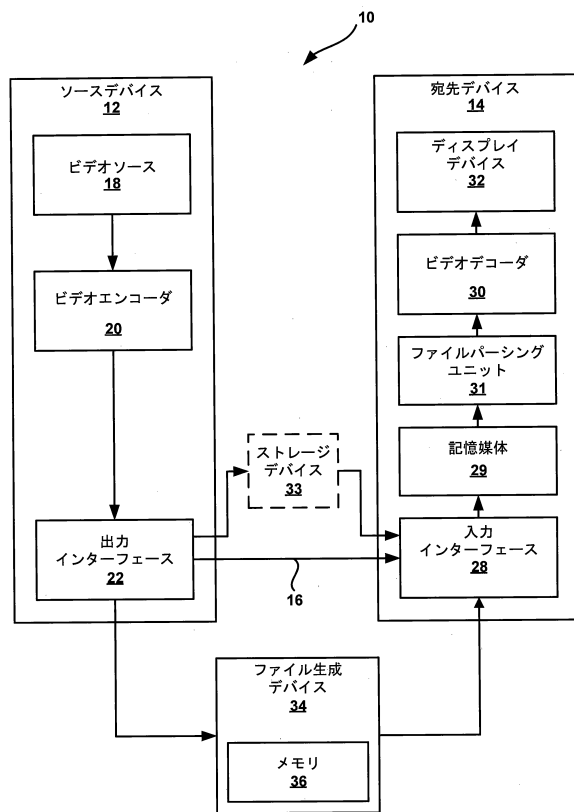 10
ソースデバイス
12
ビデオソース
18
ビデオエンコーダ
20
出力
インターフェース
22
ストレージ
デバイス
33
16
宛先デバイス
14
ディスプレイ
デバイス
32
ビデオデコーダ
30
ファイルパーシング
ユニット
31
記憶媒体
29
入力
インターフェース
28
ファイル生成
デバイス
34
メモリ
36